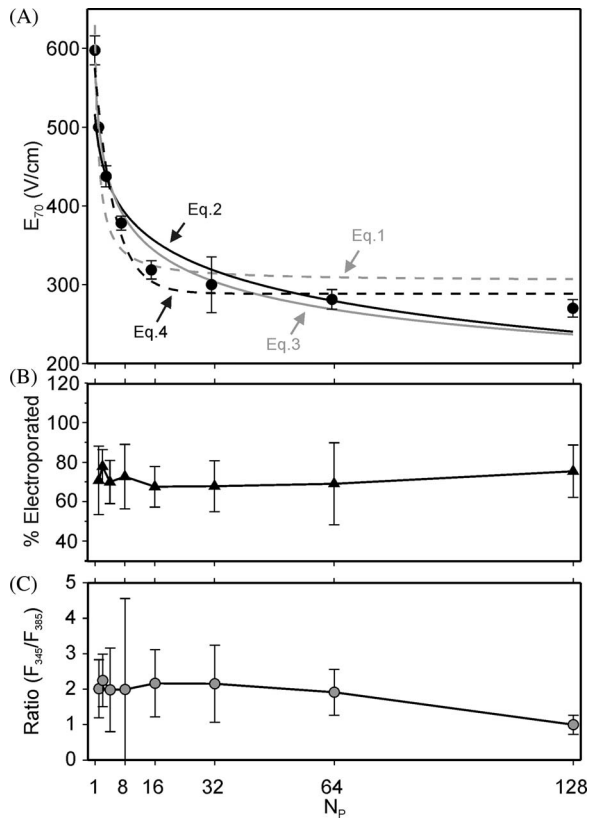 (A)
600
500
400
300
200
E₇₀ (V/cm)
Eq.2
Eq.1
Eq.4
Eq.3
(B)
120
100
80
60
40
% Electroporated
(C)
5
4
3
2
1
0
Ratio (F₃₄₅/F₃₈₅)
1 8 16 32 64 128
Nₚ